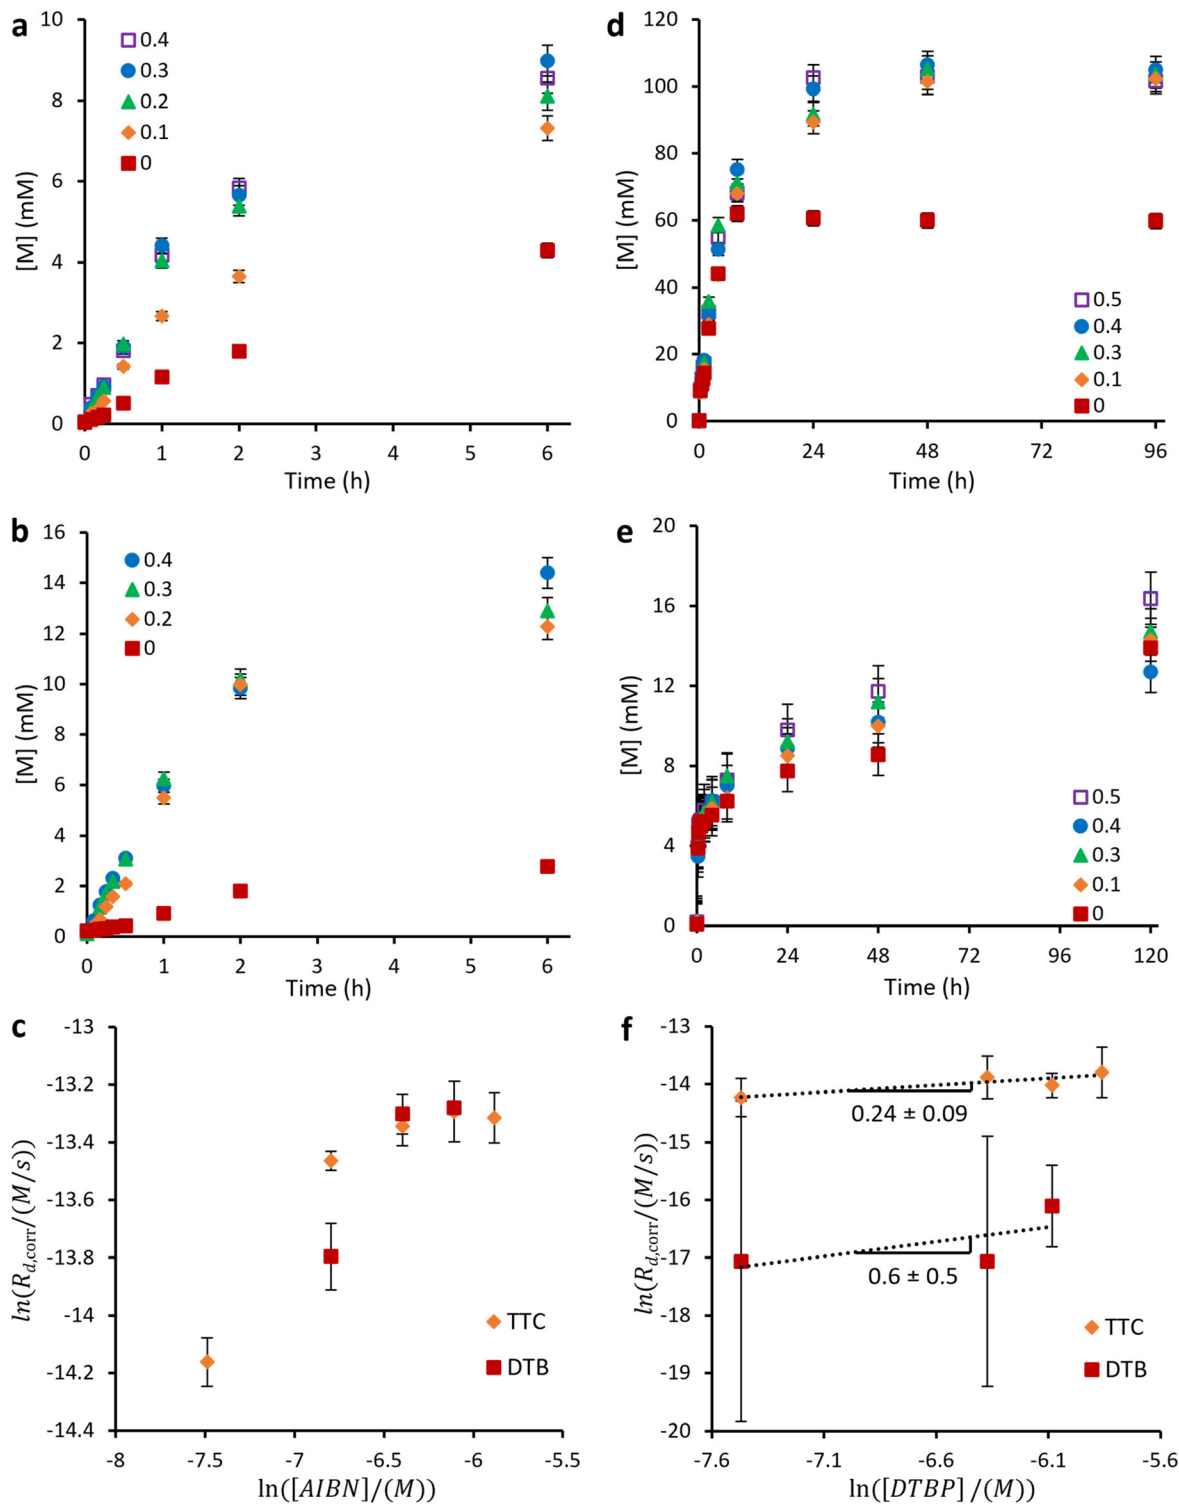 a
10
8
6
4
2
0
[M] (mM)
0.4
0.3
0.2
0.1
0
0 1 2 3 4 5 6
Time (h)
d
120
100
80
60
40
20
0
[M] (mM)
0.5
0.4
0.3
0.1
0
0 24 48 72 96
Time (h)
b
16
14
12
10
8
6
4
2
0
[M] (mM)
0.4
0.3
0.2
0
0 1 2 3 4 5 6
Time (h)
e
20
16
12
8
4
0
[M] (mM)
0.5
0.4
0.3
0.1
0
0 24 48 72 96 120
Time (h)
c
-13
-13.2
-13.4
-13.6
-13.8
-14
-14.2
-14.4
ln(R_{d,corr}/(M/s))
TTC
DTB
-8 -7.5 -7 -6.5 -6 -5.5
ln([AIBN]/(M))
f
-13
-14
-15
-16
-17
-18
-19
-20
ln(R_{d,corr}/(M/s))
0.24 ± 0.09
0.6 ± 0.5
TTC
DTB
-7.6 -7.1 -6.6 -6.1 -5.6
ln([DTBP]/(M))